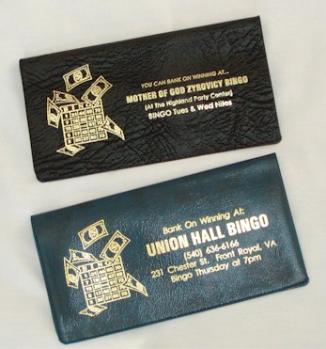 YOU CAN BANK ON WINNING AT...
MOTHER OF GOD ZYROVICY BINGO
(At The Highland Party Center)
BINGO Tues & Wed Nites
Bank On Winning At:
UNION HALL BINGO
(540) 636-6166
231 Chester St. Front Royal, VA
Bingo Thursday at 7pm